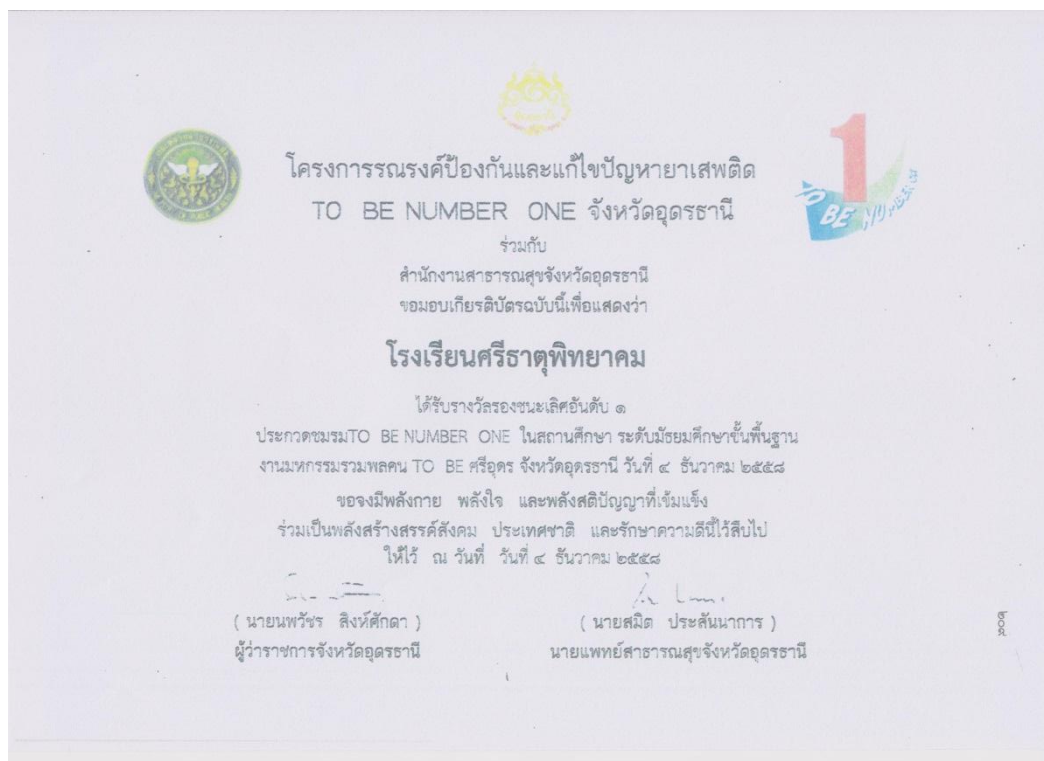 โครงการรณรงค์ป้องกันและแก้ไขปัญหายาเสพติด
TO BE NUMBER ONE จังหวัดอุดรธานี
1
TO BE NUMBER
ร่วมกับ
สำนักงานสาธารณสุขจังหวัดอุดรธานี
ขอมอบเกียรติบัตรฉบับนี้เพื่อแสดงว่า
โรงเรียนศรีธาตุพิทยาคม
ได้รับรางวัลรองชนะเลิศอันดับ ๑
ประกวดชมรมTO BE NUMBER ONE ในสถานศึกษา ระดับมัธยมศึกษาขั้นพื้นฐาน
งานมหกรรมรวมพลคน TO BE ศรีอุดร จังหวัดอุดรธานี วันที่ ๔ ธันวาคม ๒๕๕๘
ขอจงมีพลังกาย พลังใจ และพลังสติปัญญาที่เข้มแข็ง
ร่วมเป็นพลังสร้างสรรค์สังคม ประเทศชาติ และรักษาความดีนี้ไว้สืบไป
ให้ไว้ ณ วันที่ วันที่ ๔ ธันวาคม ๒๕๕๘
( นายนพวัชร สิงห์ศักดา )
ผู้ว่าราชการจังหวัดอุดรธานี
( นายสมิต ประสันนาการ )
นายแพทย์สาธารณสุขจังหวัดอุดรธานี